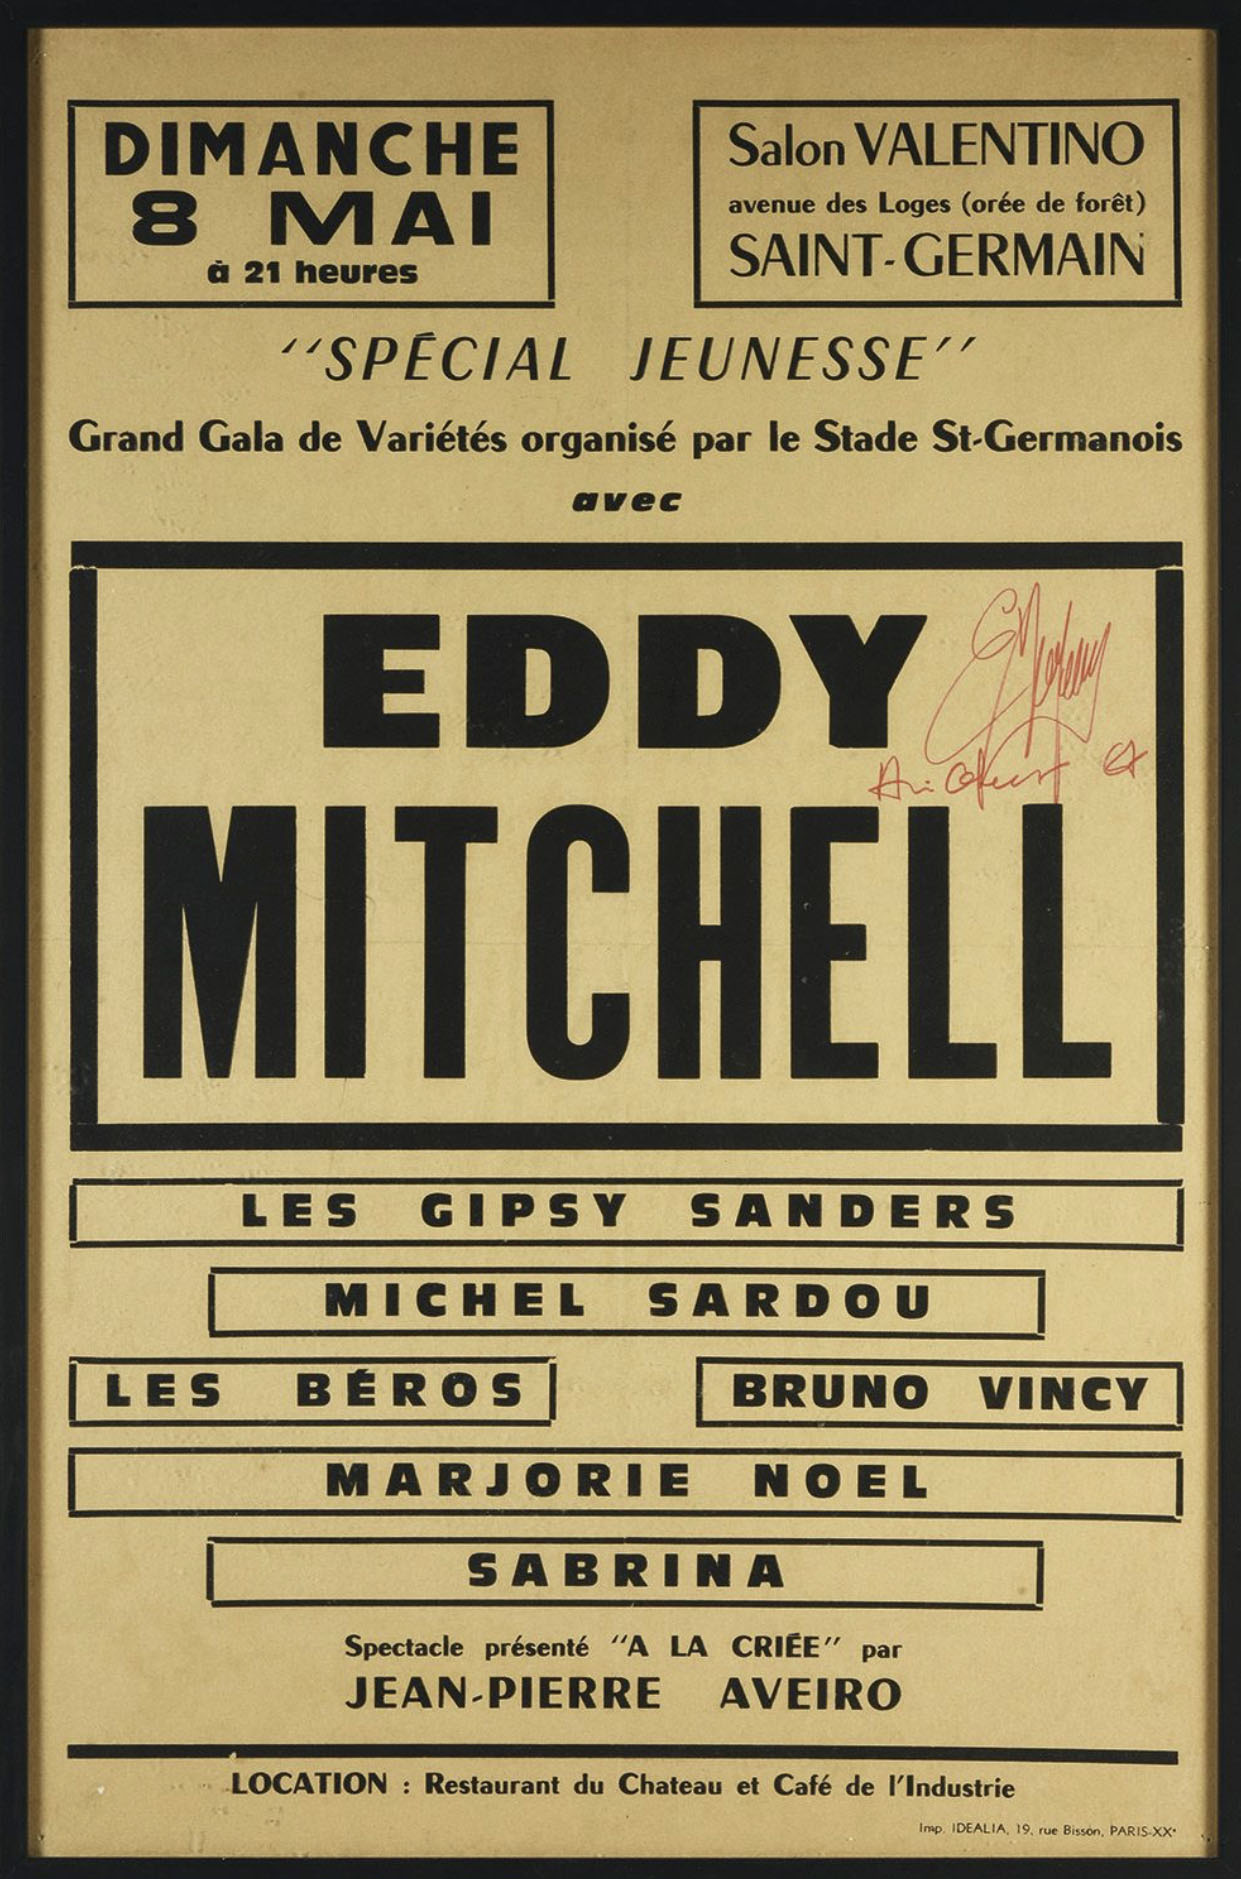 DIMANCHE
8 MAI
à 21 heures
Salon VALENTINO
avenue des Loges (orée de forêt)
SAINT-GERMAIN
"SPÉCIAL JEUNESSE"
Grand Gala de Variétés organisé par le Stade St-Germanois
avec
EDDY
MITCHELL
LES GIPSY SANDERS
MICHEL SARDOU
LES BÉROS
BRUNO VINCY
MARJORIE NOEL
SABRINA
Spectacle présenté "A LA CRIÉE" par
JEAN-PIERRE AVEIRO
LOCATION : Restaurant du Chateau et Café de l'Industrie
Imp. IDEALIA, 19, rue Bisson, PARIS-XXe